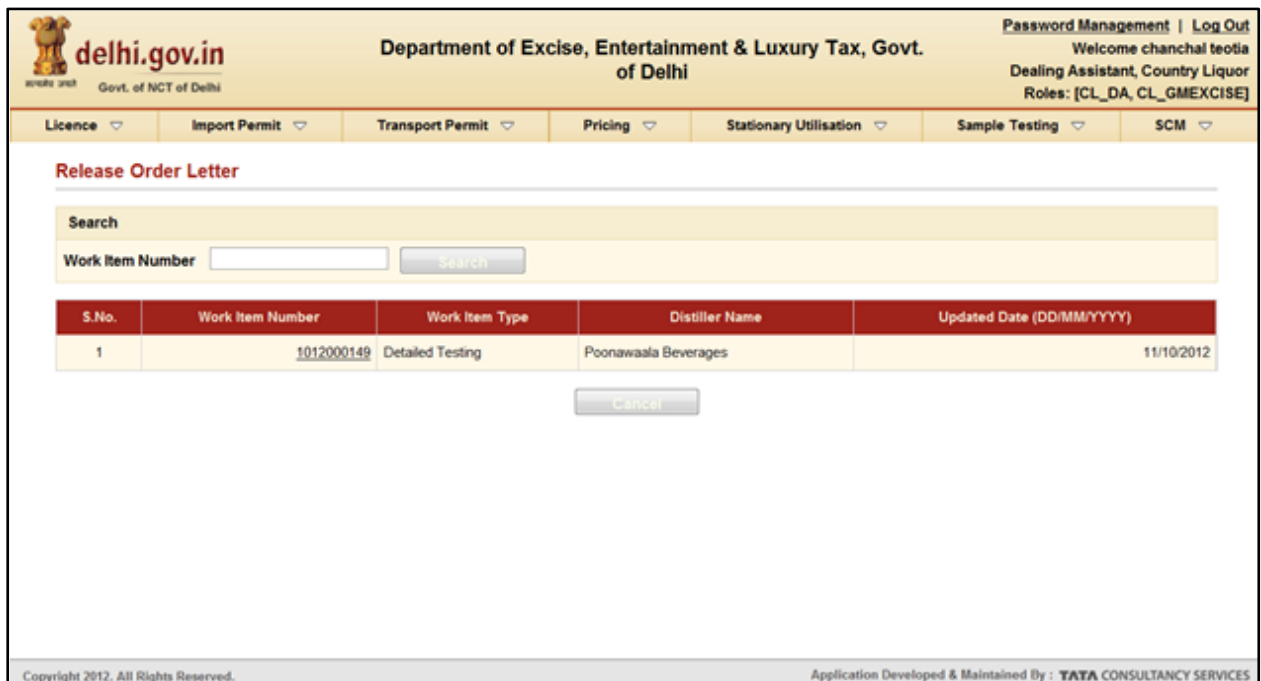 delhi.gov.in
Govt. of NCT of Delhi
सत्यमेव जयते
Department of Excise, Entertainment & Luxury Tax, Govt.
of Delhi
Password Management | Log Out
Welcome chanchal teotia
Dealing Assistant, Country Liquor
Roles: [CL_DA, CL_GMEXCISE]
Licence Import Permit Transport Permit Pricing Stationary Utilisation Sample Testing SCM
Release Order Letter
Search
Work Item Number Search
S.No. Work Item Number Work Item Type Distiller Name Updated Date (DD/MM/YYYY)
1 1012000149 Detailed Testing Poonawaala Beverages 11/10/2012
Cancel
Copyright 2012. All Rights Reserved. Application Developed & Maintained By : TATA CONSULTANCY SERVICES